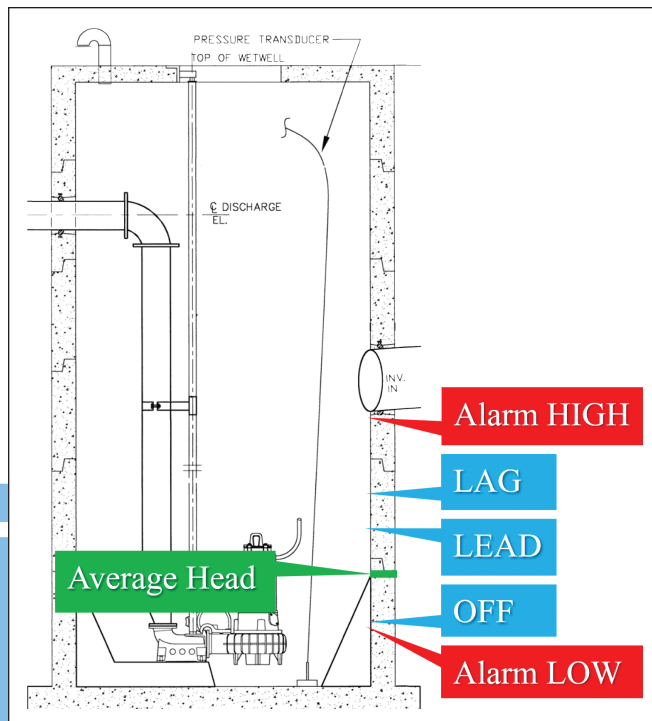 PRESSURE TRANSDUCER
TOP OF WETWELL
℄ DISCHARGE
EL.
INV.
IN
Alarm HIGH
LAG
LEAD
Average Head
OFF
Alarm LOW